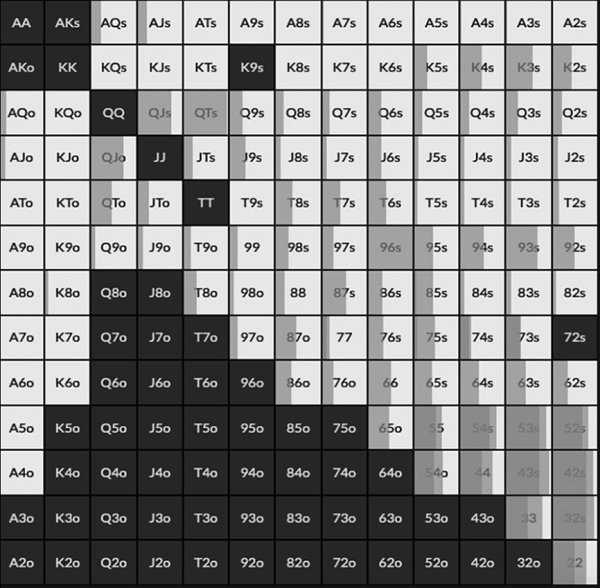 AA AKs AQs AJs ATs A9s A8s A7s A6s A5s A4s A3s A2s
AKo KK KQs KJs KTs K9s K8s K7s K6s K5s K4s K3s K2s
AQo KQo QQ QJs QTs Q9s Q8s Q7s Q6s Q5s Q4s Q3s Q2s
AJo KJo QJo JJ JTs J9s J8s J7s J6s J5s J4s J3s J2s
ATo KTo QTo JTo TT T9s T8s T7s T6s T5s T4s T3s T2s
A9o K9o Q9o J9o T9o 99 98s 97s 96s 95s 94s 93s 92s
A8o K8o Q8o J8o T8o 98o 88 87s 86s 85s 84s 83s 82s
A7o K7o Q7o J7o T7o 97o 87o 77 76s 75s 74s 73s 72s
A6o K6o Q6o J6o T6o 96o 86o 76o 66 65s 64s 63s 62s
A5o K5o Q5o J5o T5o 95o 85o 75o 65o 55 54s 53s 52s
A4o K4o Q4o J4o T4o 94o 84o 74o 64o 54o 44 43s 42s
A3o K3o Q3o J3o T3o 93o 83o 73o 63o 53o 43o 33 32s
A2o K2o Q2o J2o T2o 92o 82o 72o 62o 52o 42o 32o 22